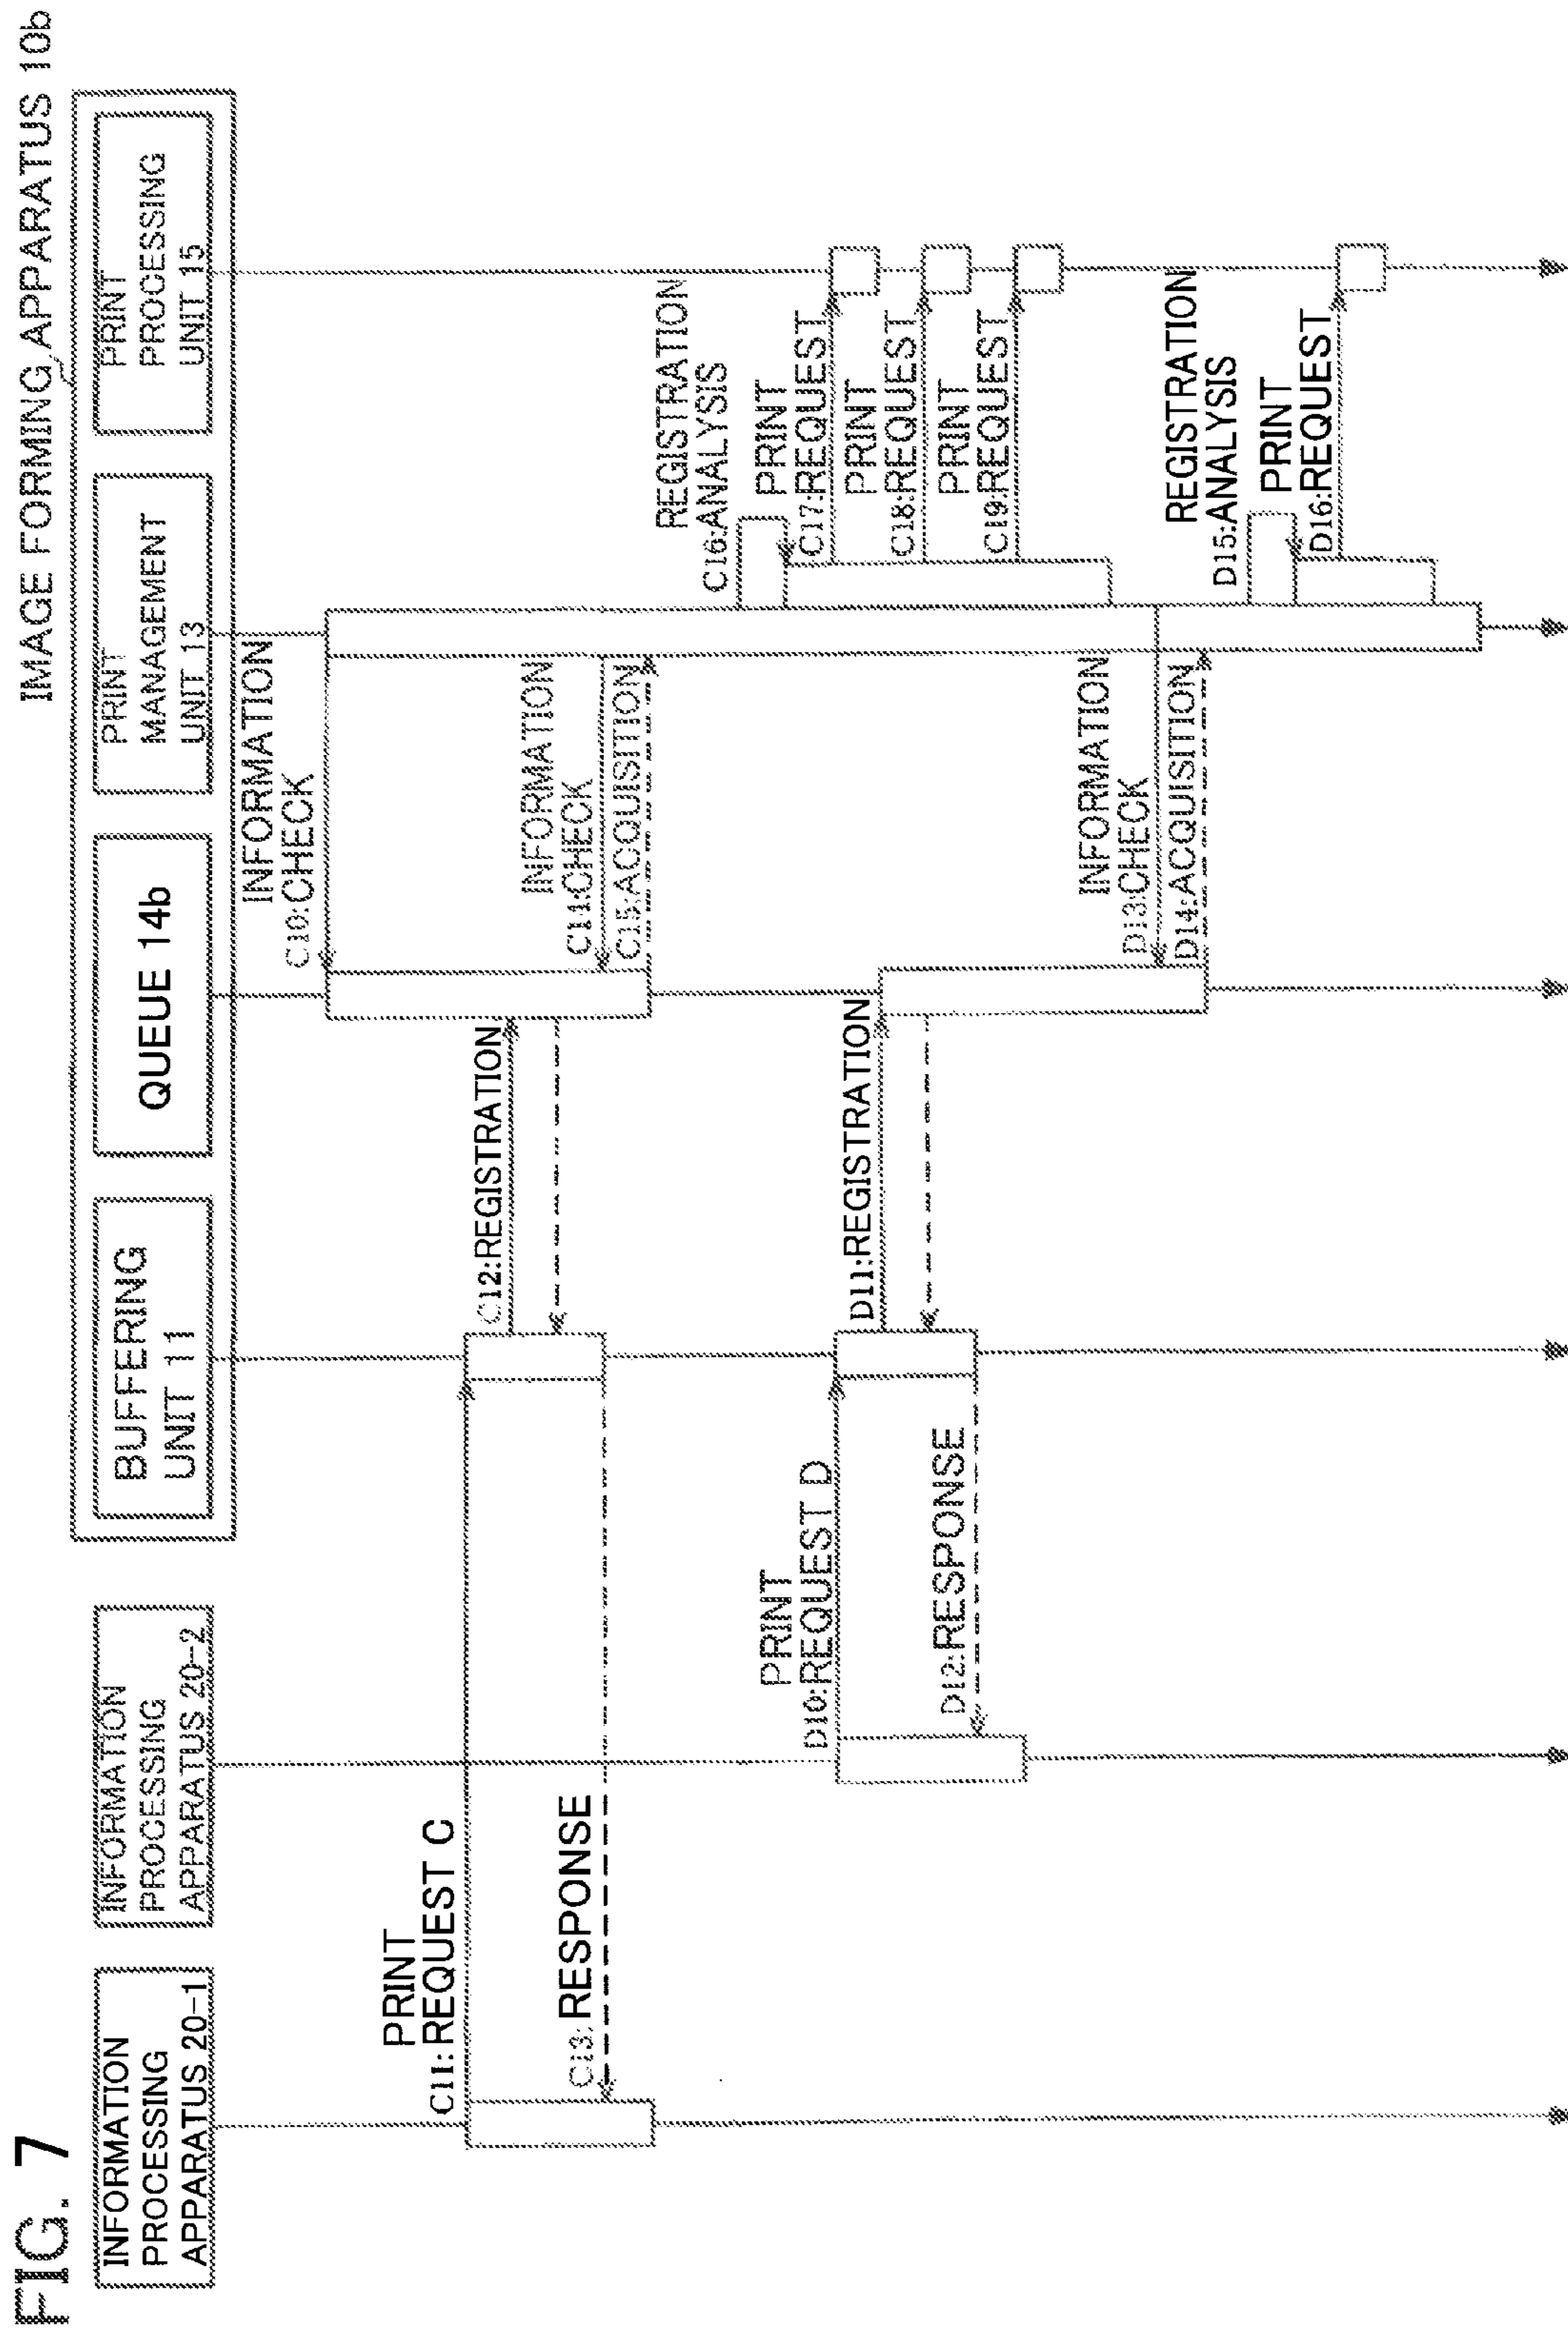 FIG. 7
IMAGE FORMING APPARATUS 10b
INFORMATION
PROCESSING
APPARATUS 20-1
INFORMATION
PROCESSING
APPARATUS 20-2
BUFFERING
UNIT 11
QUEUE 14b
PRINT
MANAGEMENT
UNIT 13
PRINT
PROCESSING
UNIT 15
INFORMATION
C10:CHECK
PRINT
C11:REQUEST C
C12:REGISTRATION
C13:RESPONSE
INFORMATION
C14:CHECK
C15:ACQUISITION
REGISTRATION
C16:ANALYSIS
PRINT
C17:REQUEST
PRINT
C18:REQUEST
PRINT
C19:REQUEST
PRINT
D10:REQUEST D
D11:REGISTRATION
D12:RESPONSE
INFORMATION
D13:CHECK
D14:ACQUISITION
REGISTRATION
D15:ANALYSIS
PRINT
D16:REQUEST